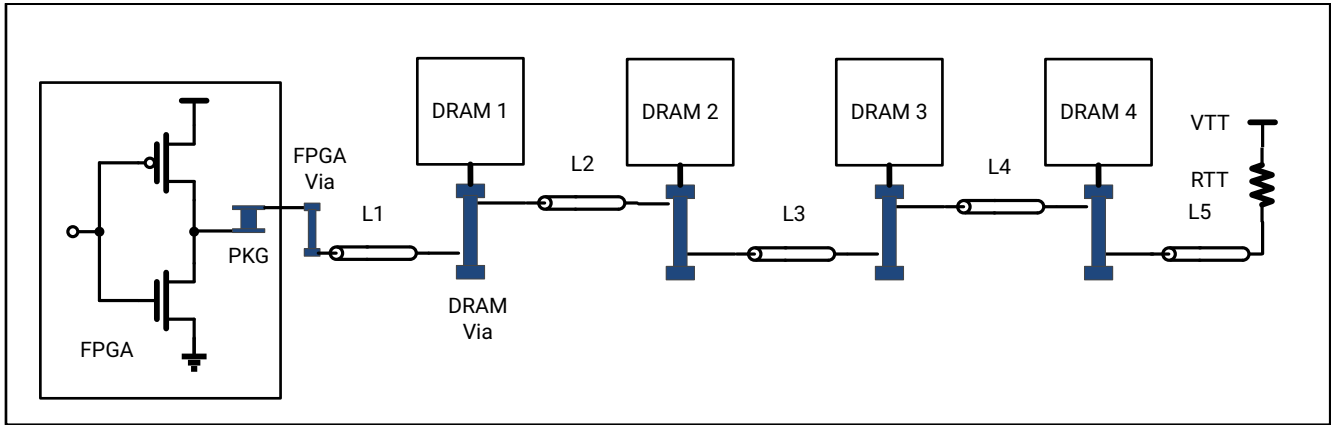 FPGA
PKG
FPGA
Via
L1
DRAM 1
DRAM
Via
L2
DRAM 2
L3
DRAM 3
L4
DRAM 4
VTT
RTT
L5